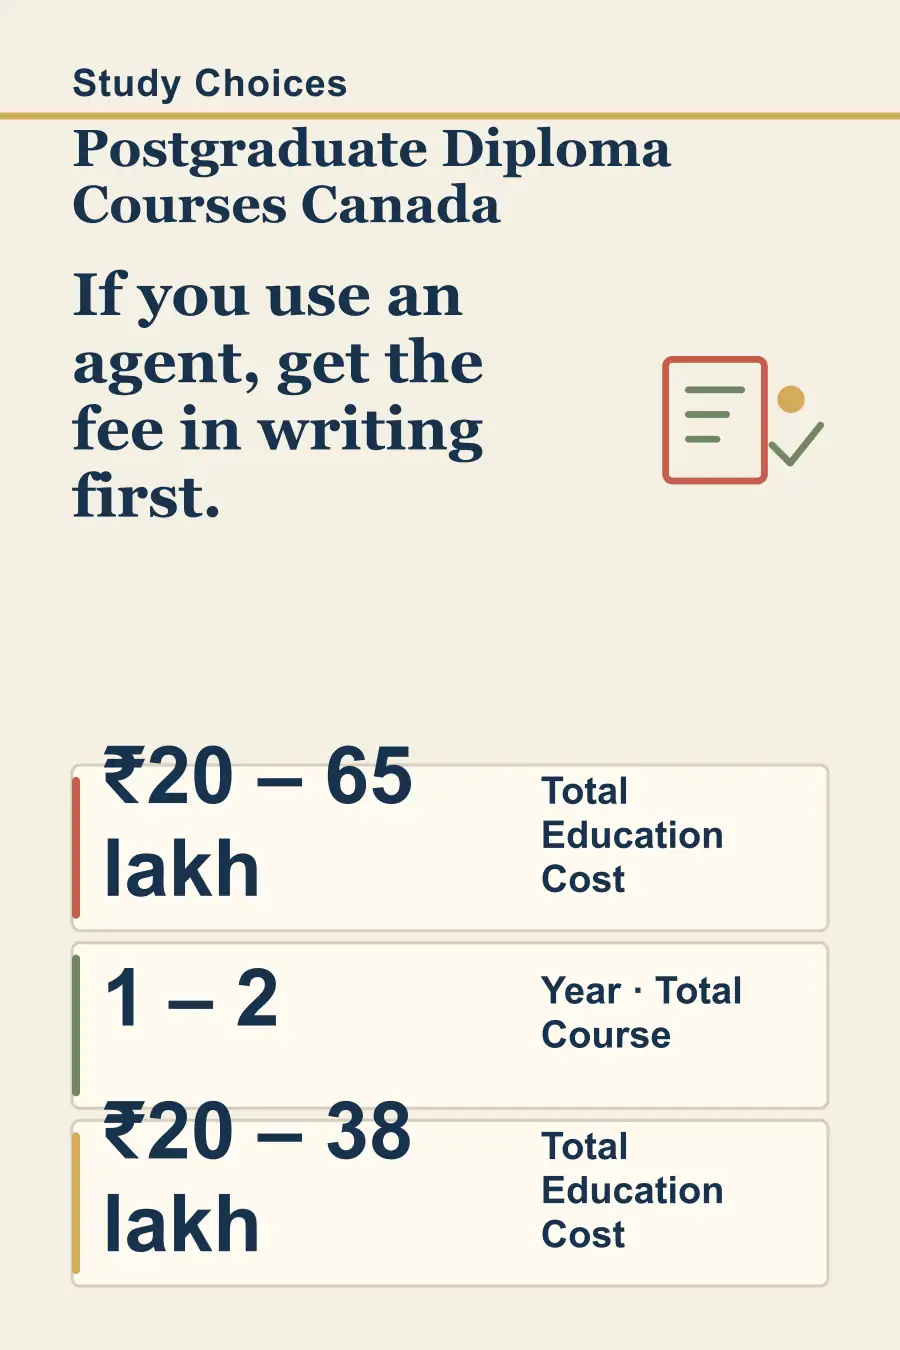 Study Choices
Postgraduate Diploma
Courses Canada
If you use an
agent, get the
fee in writing
first.
₹20 – 65
lakh
Total
Education
Cost
1 – 2
Year · Total
Course
₹20 – 38
lakh
Total
Education
Cost